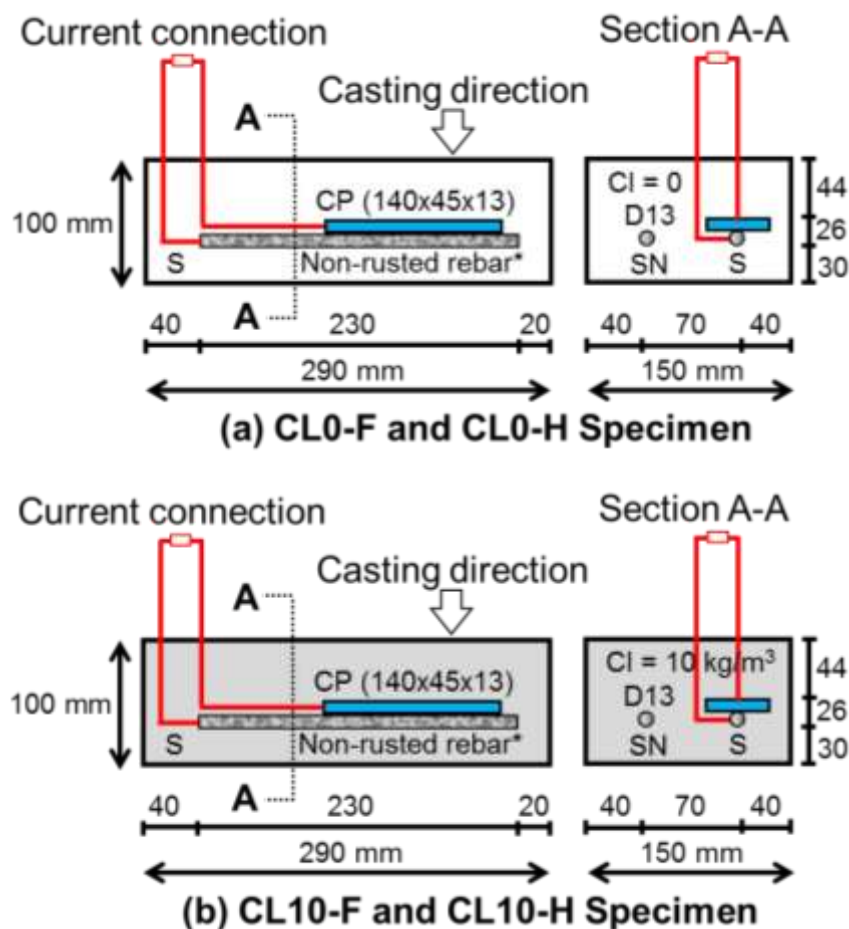 Current connection
Section A-A
Casting direction
A
Cl = 0
44
100 mm
CP (140x45x13)
D13
26
S
Non-rusted rebar*
SN
S
30
A
40
230
20
40
70
40
290 mm
150 mm
(a) CL0-F and CL0-H Specimen
Current connection
Section A-A
Casting direction
A
Cl = 10 kg/m³
44
100 mm
CP (140x45x13)
D13
26
S
Non-rusted rebar*
SN
S
30
A
40
230
20
40
70
40
290 mm
150 mm
(b) CL10-F and CL10-H Specimen